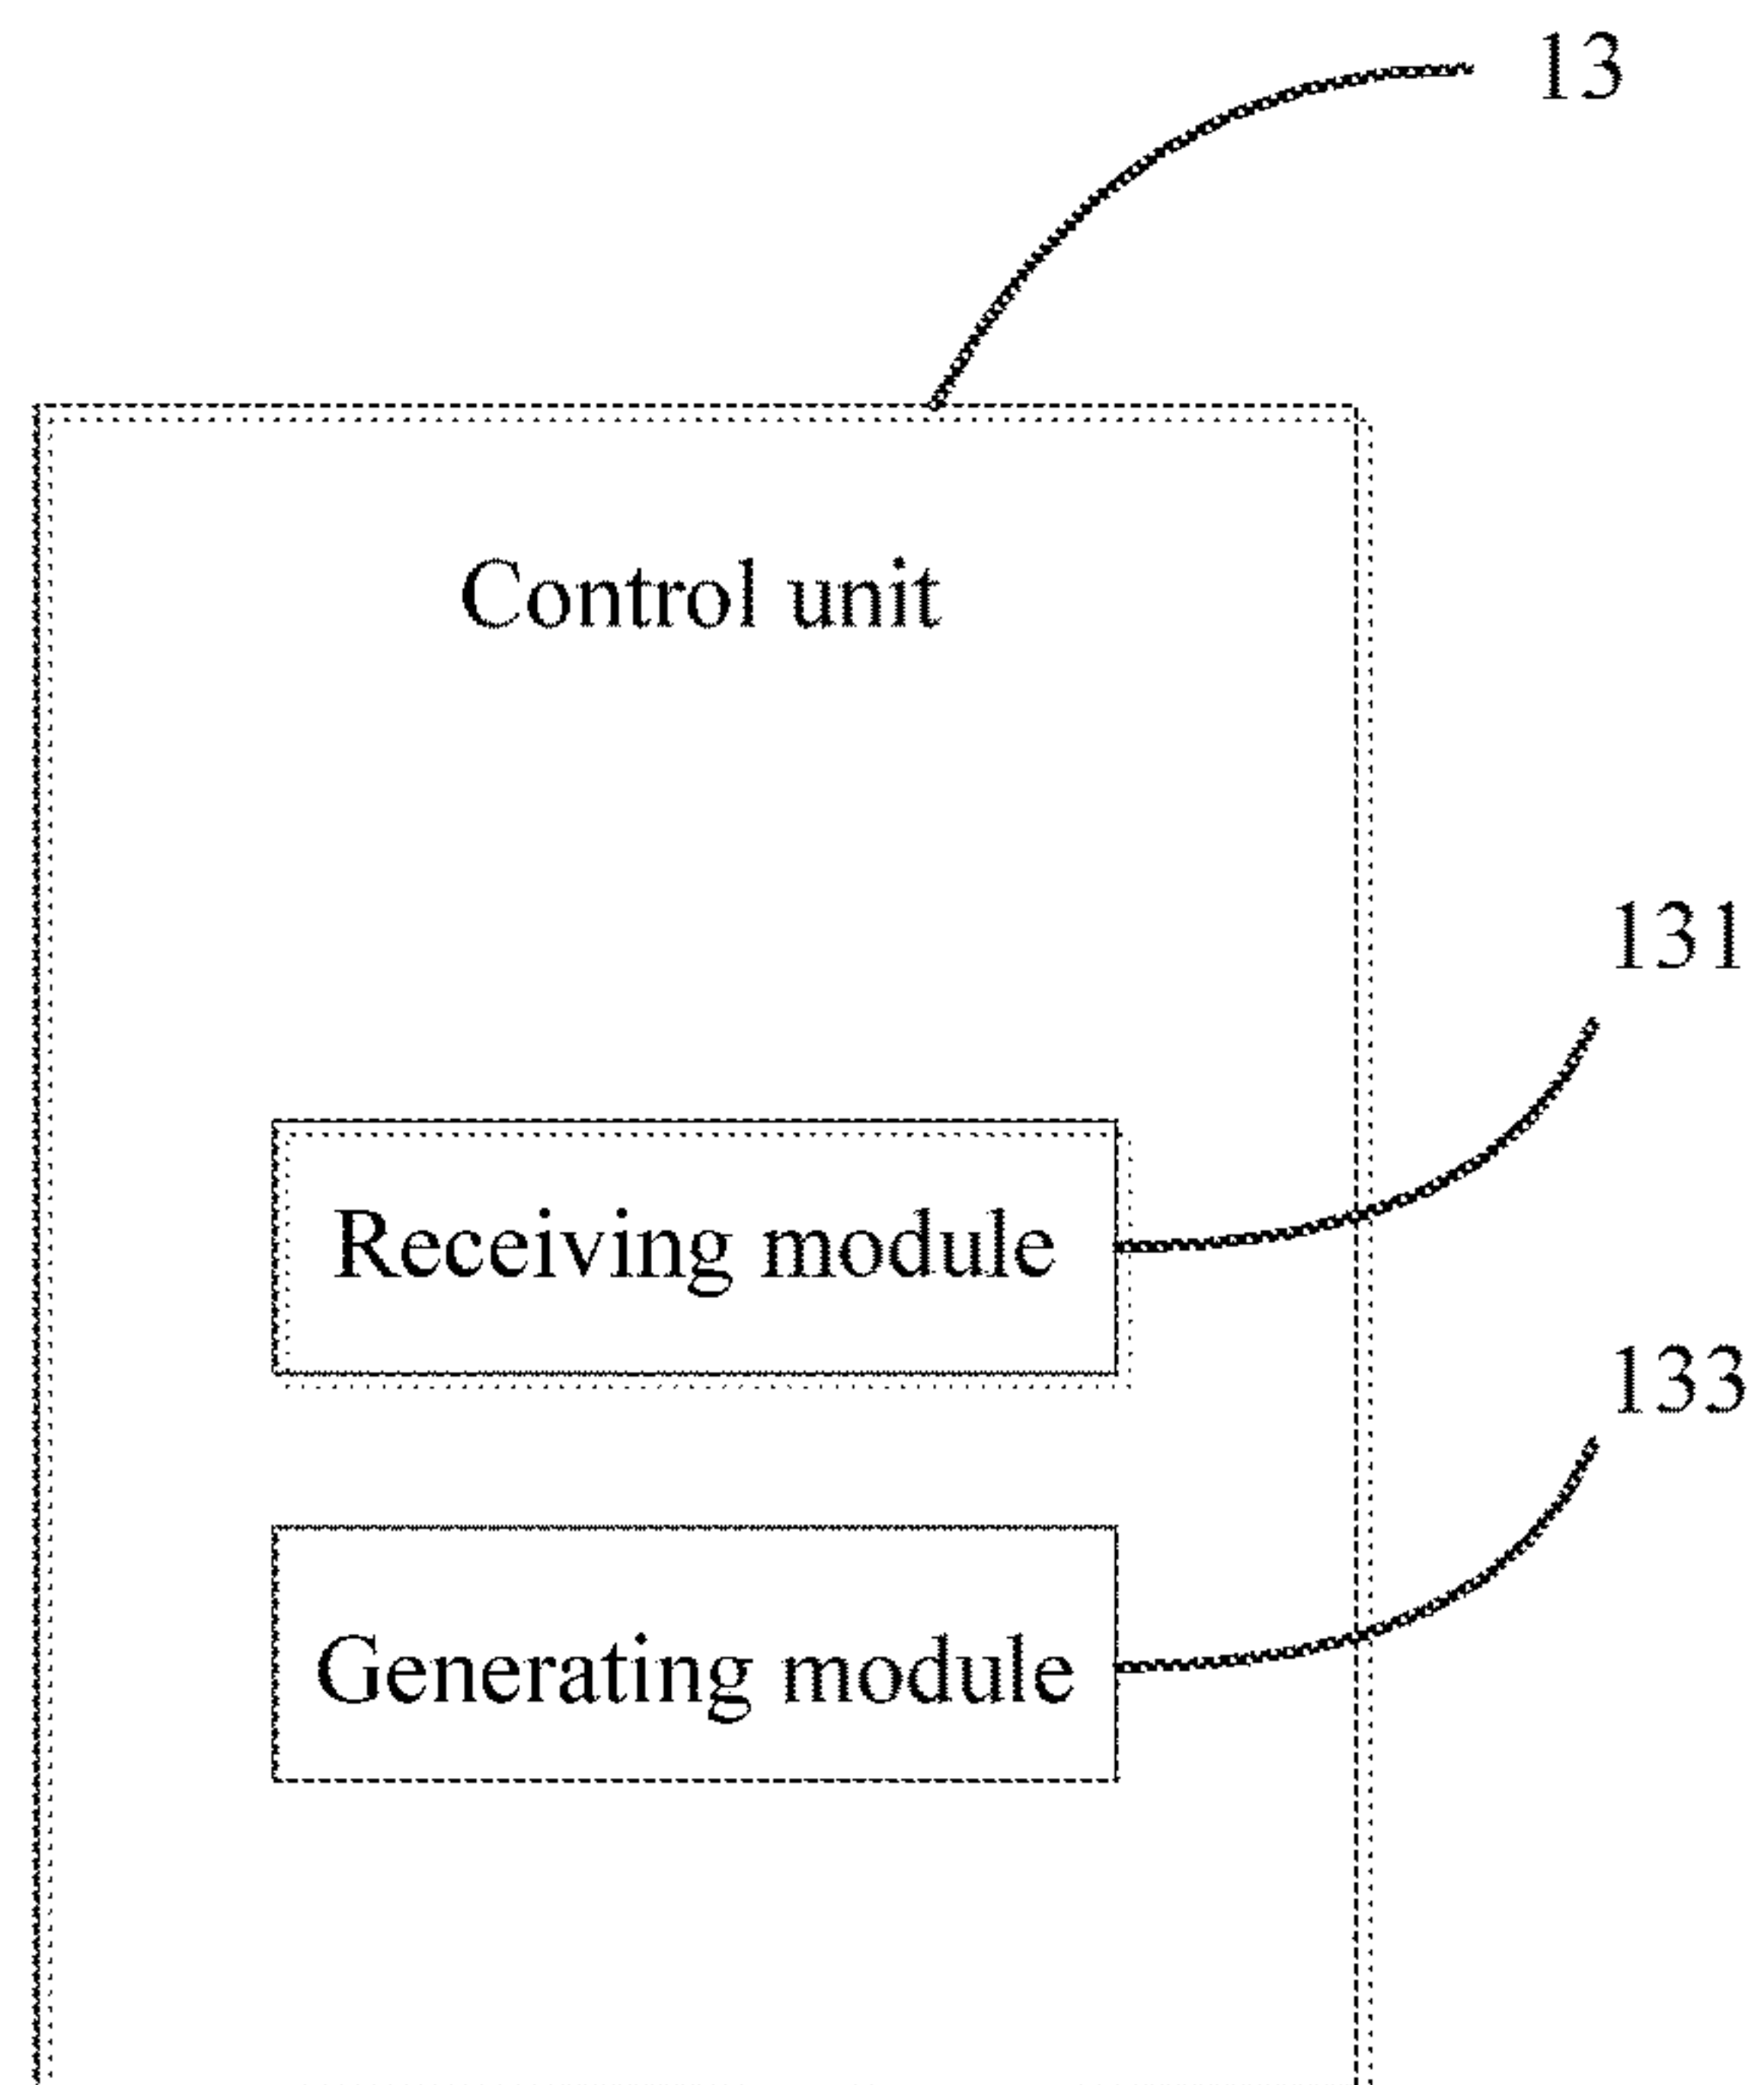 13
Control unit
131
Receiving module
133
Generating module